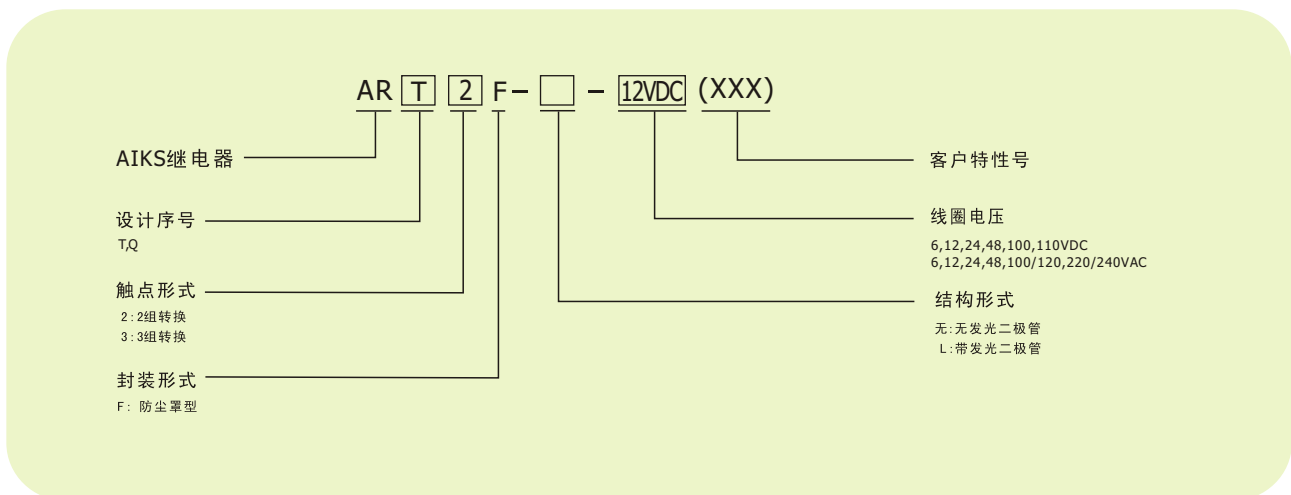 AR T 2 F- □ - 12VDC (XXX)
AIKS继电器
设计序号
T,Q
触点形式
2:2组转换
3:3组转换
封装形式
F: 防尘罩型
客户特性号
线圈电压
6,12,24,48,100,110VDC
6,12,24,48,100/120,220/240VAC
结构形式
无:无发光二极管
L:带发光二极管